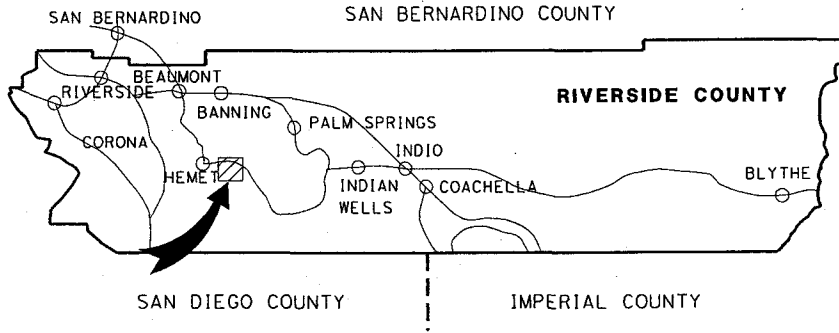 SAN BERNARDINO COUNTY
SAN BERNARDINO
BEAUMONT
RIVERSIDE
BANNING
RIVERSIDE COUNTY
PALM SPRINGS
CORONA
INDIO
HEMET
INDIAN
WELLS
COACHELLA
BLYTHE
SAN DIEGO COUNTY
IMPERIAL COUNTY